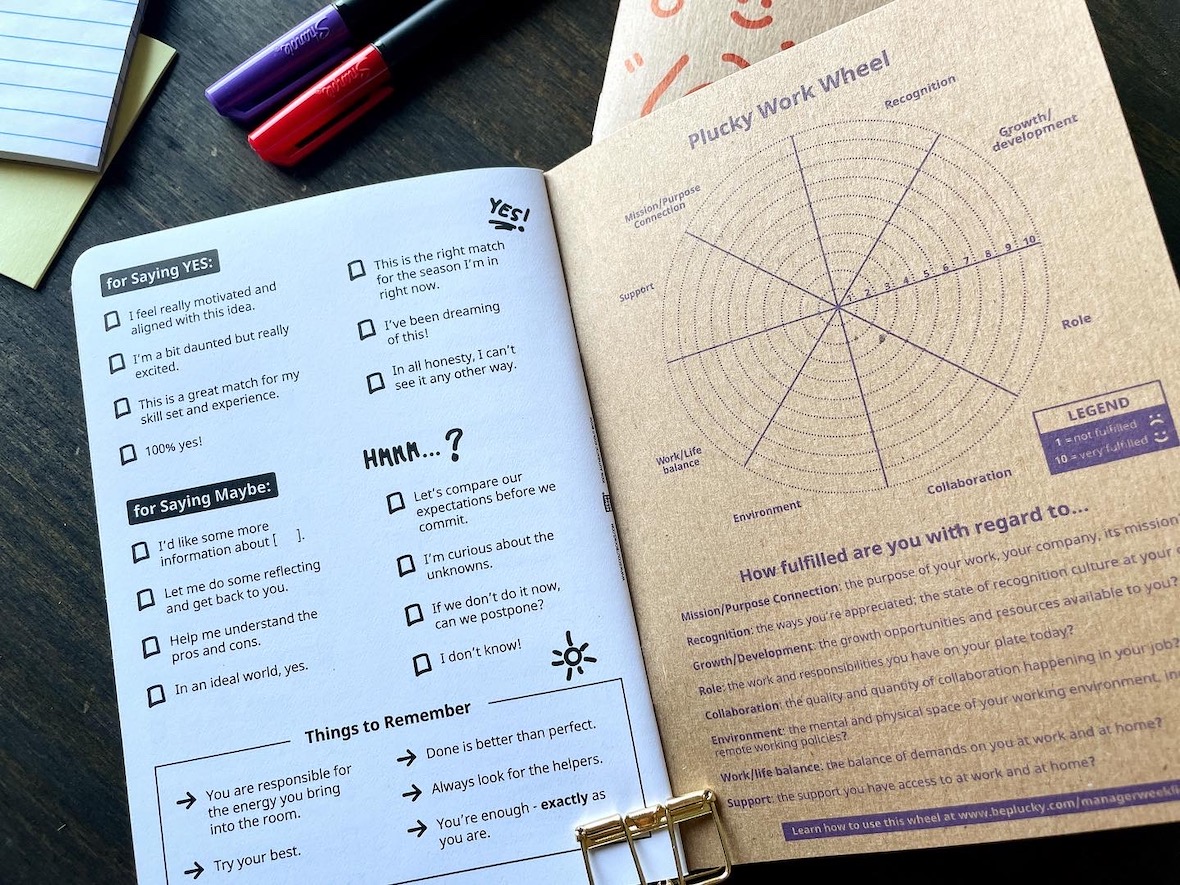 Sharpie
Sharpie
YES!
for Saying YES:
I feel really motivated and
aligned with this idea.
I'm a bit daunted but really
excited.
This is a great match for my
skill set and experience.
100% yes!
This is the right match
for the season I'm in
right now.
I've been dreaming
of this!
In all honesty, I can't
see it any other way.
for Saying Maybe:
I'd like some more
information about [ ].
Let me do some reflecting
and get back to you.
Help me understand the
pros and cons.
In an ideal world, yes.
HMMM...?
Let's compare our
expectations before we
commit.
I'm curious about the
unknowns.
If we don't do it now,
can we postpone?
I don't know!
Things to Remember
You are responsible for
the energy you bring
into the room.
Try your best.
Done is better than perfect.
Always look for the helpers.
You're enough - exactly as
you are.
Plucky Work Wheel
Recognition
Growth/
development
Mission/Purpose
Connection
Support
1 2 3 4 5 6 7 8 9 10
Role
Work/Life
balance
Environment
Collaboration
LEGEND
1 = not fulfilled
10 = very fulfilled
How fulfilled are you with regard to...
Mission/Purpose Connection: the purpose of your work, your company, its mission
Recognition: the ways you're appreciated; the state of recognition culture at your
Growth/Development: the growth opportunities and resources available to you?
Role: the work and responsibilities you have on your plate today?
Collaboration: the quality and quantity of collaboration happening in your job?
Environment: the mental and physical space of your working environment,
remote working policies?
Work/life balance: the balance of demands on you at work and at home?
Support: the support you have access to at work and at home?
Learn how to use this wheel at www.beplucky.com/managerweekli